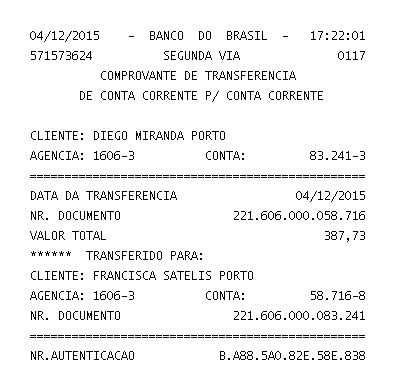 04/12/2015 - BANCO DO BRASIL - 17:22:01
571573624 SEGUNDA VIA 0117
COMPROVANTE DE TRANSFERENCIA
DE CONTA CORRENTE P/ CONTA CORRENTE
CLIENTE: DIEGO MIRANDA PORTO
AGENCIA: 1606-3 CONTA: 83.241-3
================================================
DATA DA TRANSFERENCIA 04/12/2015
NR. DOCUMENTO 221.606.000.058.716
VALOR TOTAL 387,73
****** TRANSFERIDO PARA:
CLIENTE: FRANCISCA SATELIS PORTO
AGENCIA: 1606-3 CONTA: 58.716-8
NR. DOCUMENTO 221.606.000.083.241
================================================
NR.AUTENTICACAO B.A88.5A0.82E.58E.838